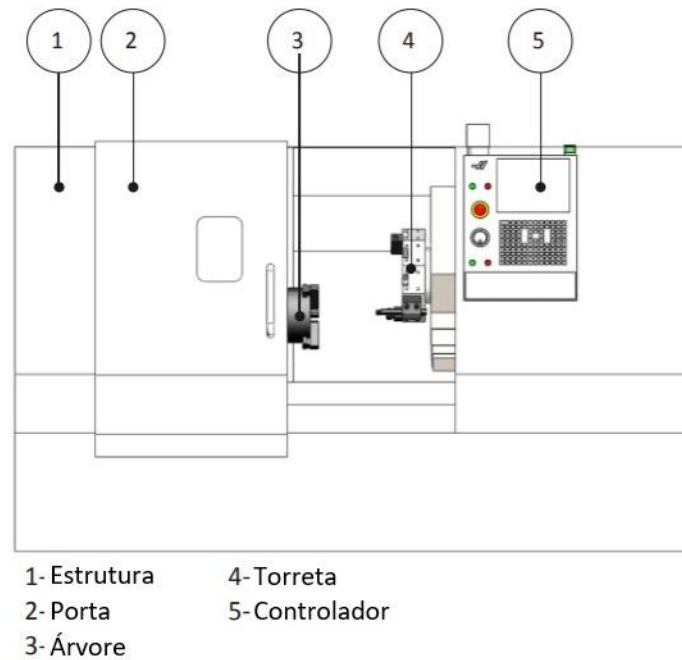 1 2 3 4 5
1- Estrutura 4- Torreta
2- Porta 5- Controlador
3- Árvore